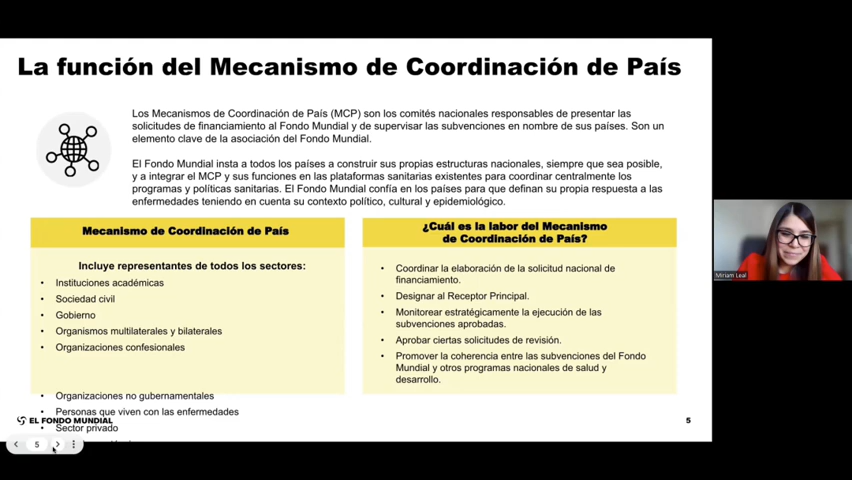 La función del Mecanismo de Coordinación de País
Los Mecanismos de Coordinación de País (MCP) son los comités nacionales responsables de presentar las
solicitudes de financiamiento al Fondo Mundial y de supervisar las subvenciones en nombre de sus países. Son un
elemento clave de la asociación del Fondo Mundial.
El Fondo Mundial insta a todos los países a construir sus propias estructuras nacionales, siempre que sea posible,
y a integrar el MCP y sus funciones en las plataformas sanitarias existentes para coordinar centralmente los
programas y políticas sanitarias. El Fondo Mundial confía en los países para que definan su propia respuesta a las
enfermedades teniendo en cuenta su contexto político, cultural y epidemiológico.
Mecanismo de Coordinación de País
Incluye representantes de todos los sectores:
• Instituciones académicas
• Sociedad civil
• Gobierno
• Organismos multilaterales y bilaterales
• Organizaciones confesionales
• Organizaciones no gubernamentales
• Personas que viven con las enfermedades
• Sector privado
¿Cuál es la labor del Mecanismo
de Coordinación de País?
• Coordinar la elaboración de la solicitud nacional de
financiamiento.
• Designar al Receptor Principal.
• Monitorear estratégicamente la ejecución de las
subvenciones aprobadas.
• Aprobar ciertas solicitudes de revisión.
• Promover la coherencia entre las subvenciones del Fondo
Mundial y otros programas nacionales de salud y
desarrollo.
EL FONDO MUNDIAL
5
5
Miriam Leal